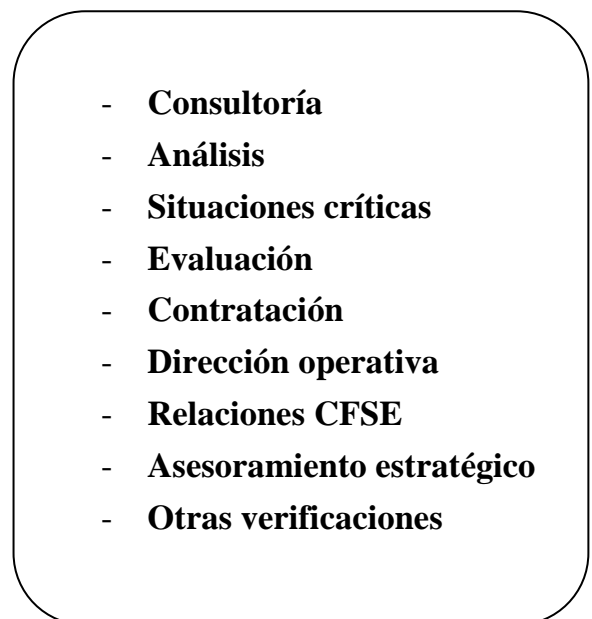 - Consultoría
- Análisis
- Situaciones críticas
- Evaluación
- Contratación
- Dirección operativa
- Relaciones CFSE
- Asesoramiento estratégico
- Otras verificaciones